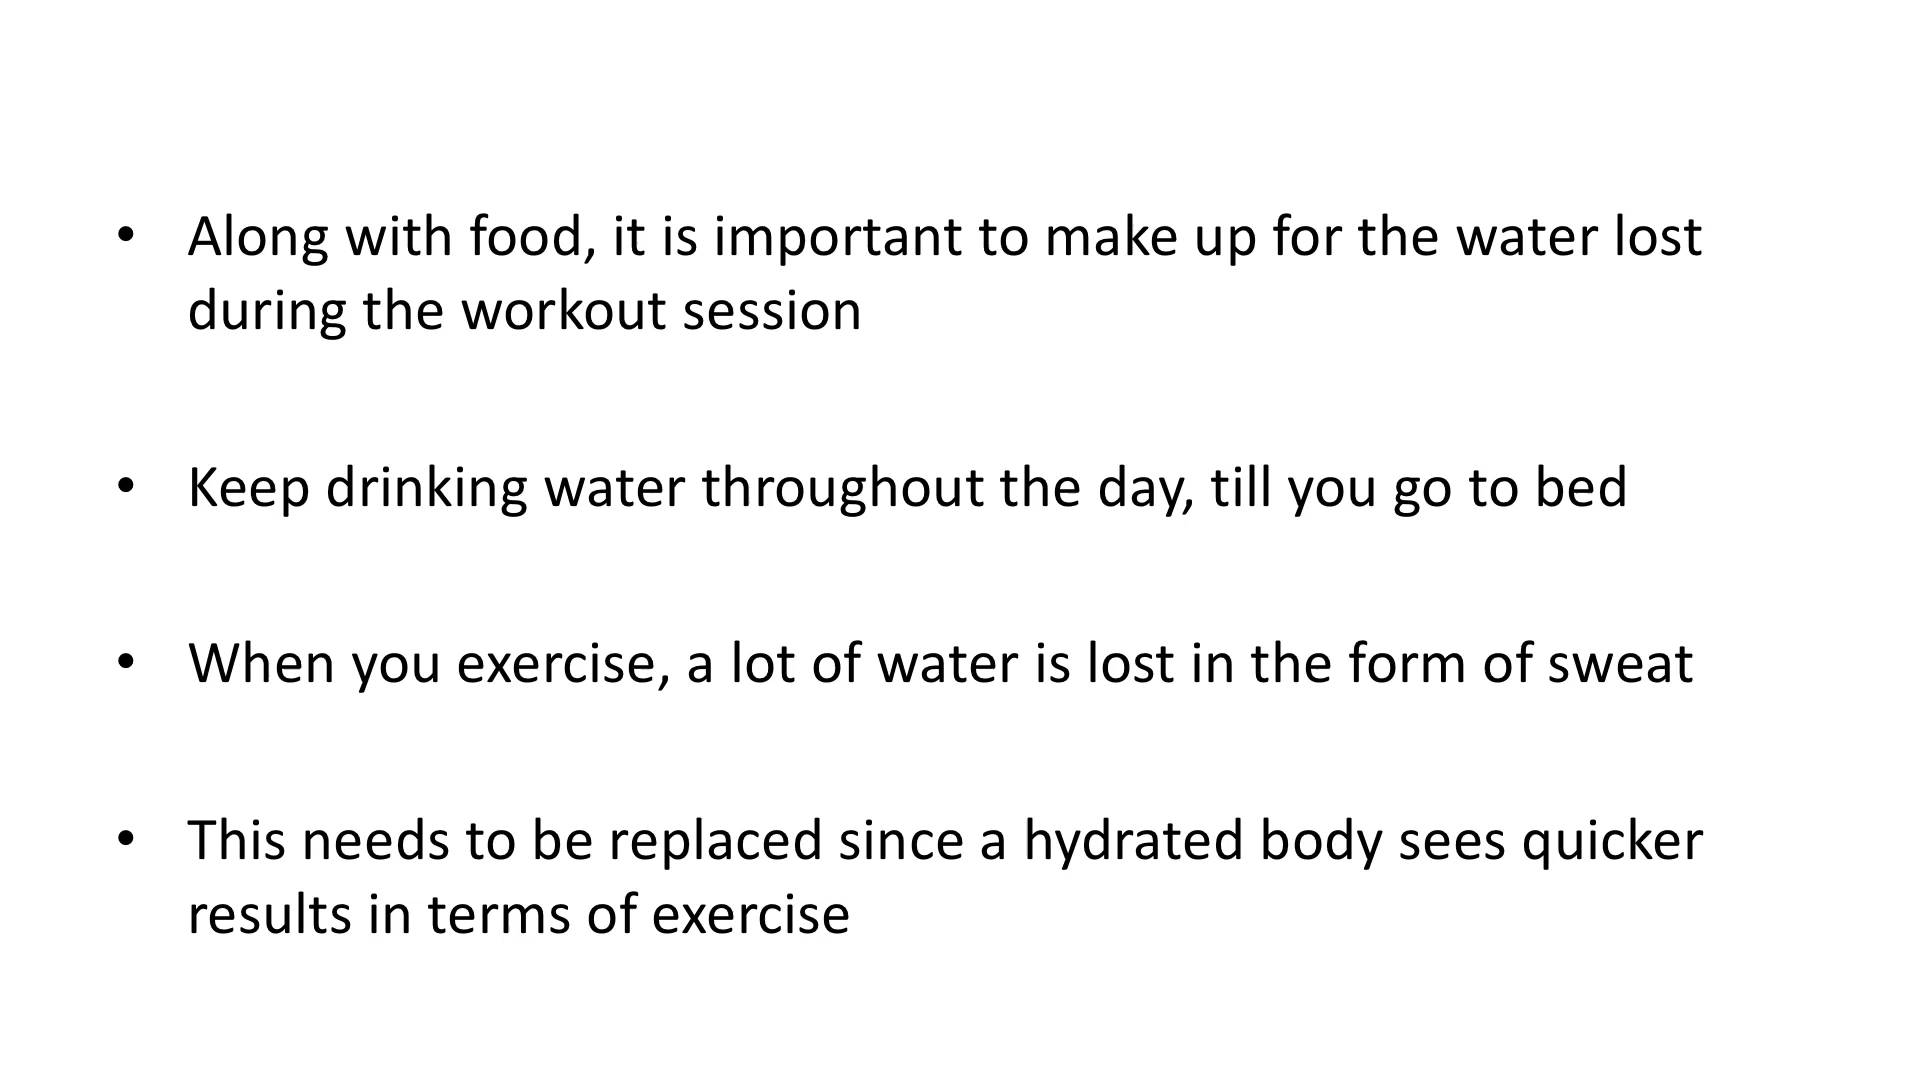 • Along with food, it is important to make up for the water lost
during the workout session
• Keep drinking water throughout the day, till you go to bed
• When you exercise, a lot of water is lost in the form of sweat
• This needs to be replaced since a hydrated body sees quicker
results in terms of exercise